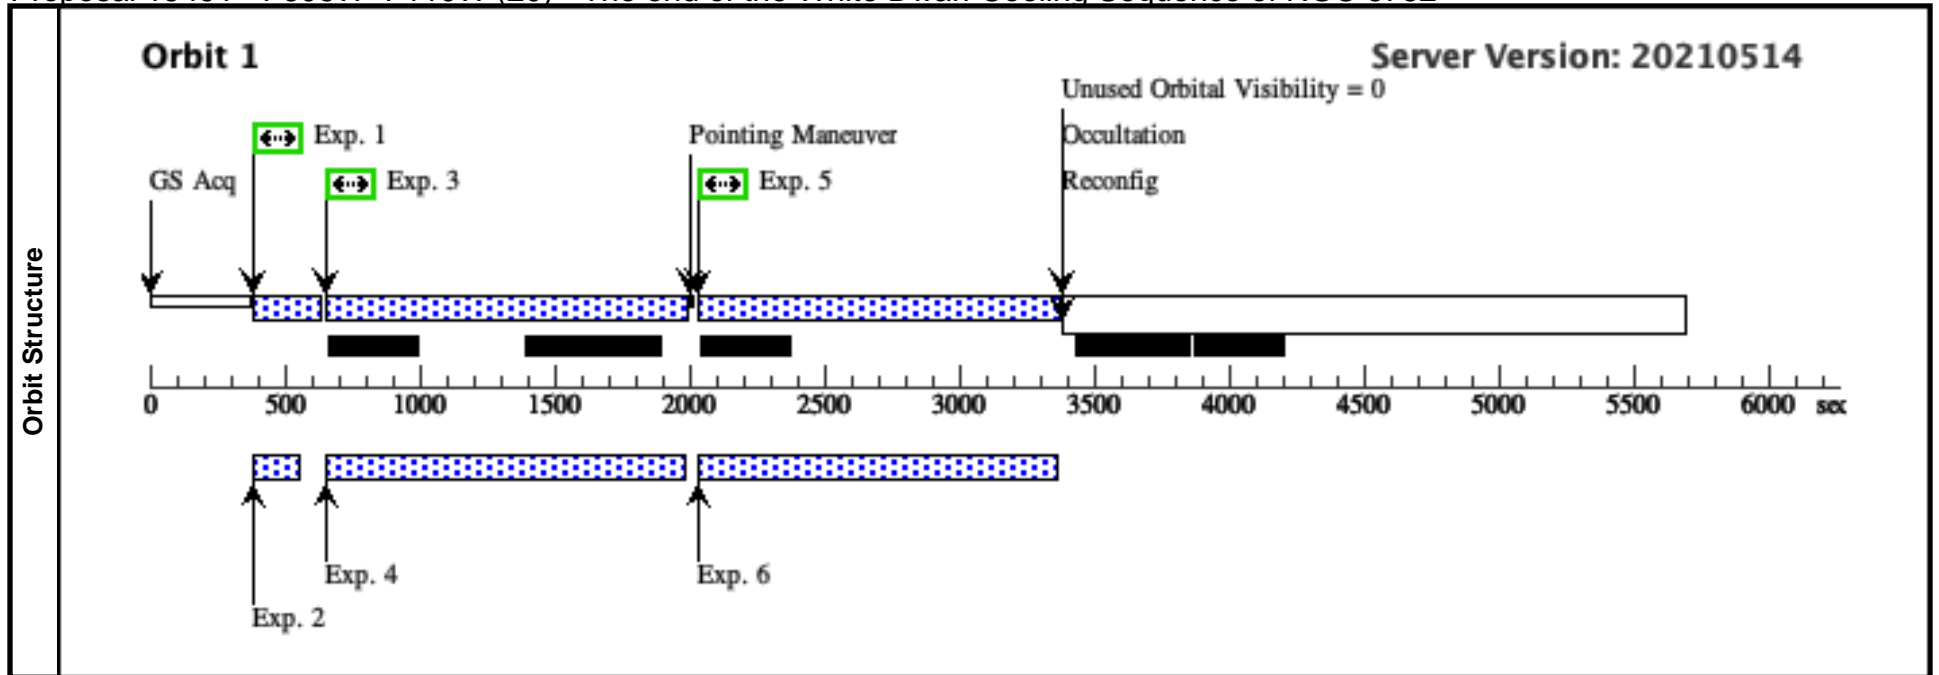 Orbit 1
Server Version: 20210514
Unused Orbital Visibility = 0
Exp. 1
Pointing Maneuver
Occultation
GS Acq
Exp. 3
Exp. 5
Reconfig
Orbit Structure
0 500 1000 1500 2000 2500 3000 3500 4000 4500 5000 5500 6000 sec
Exp. 4
Exp. 6
Exp. 2